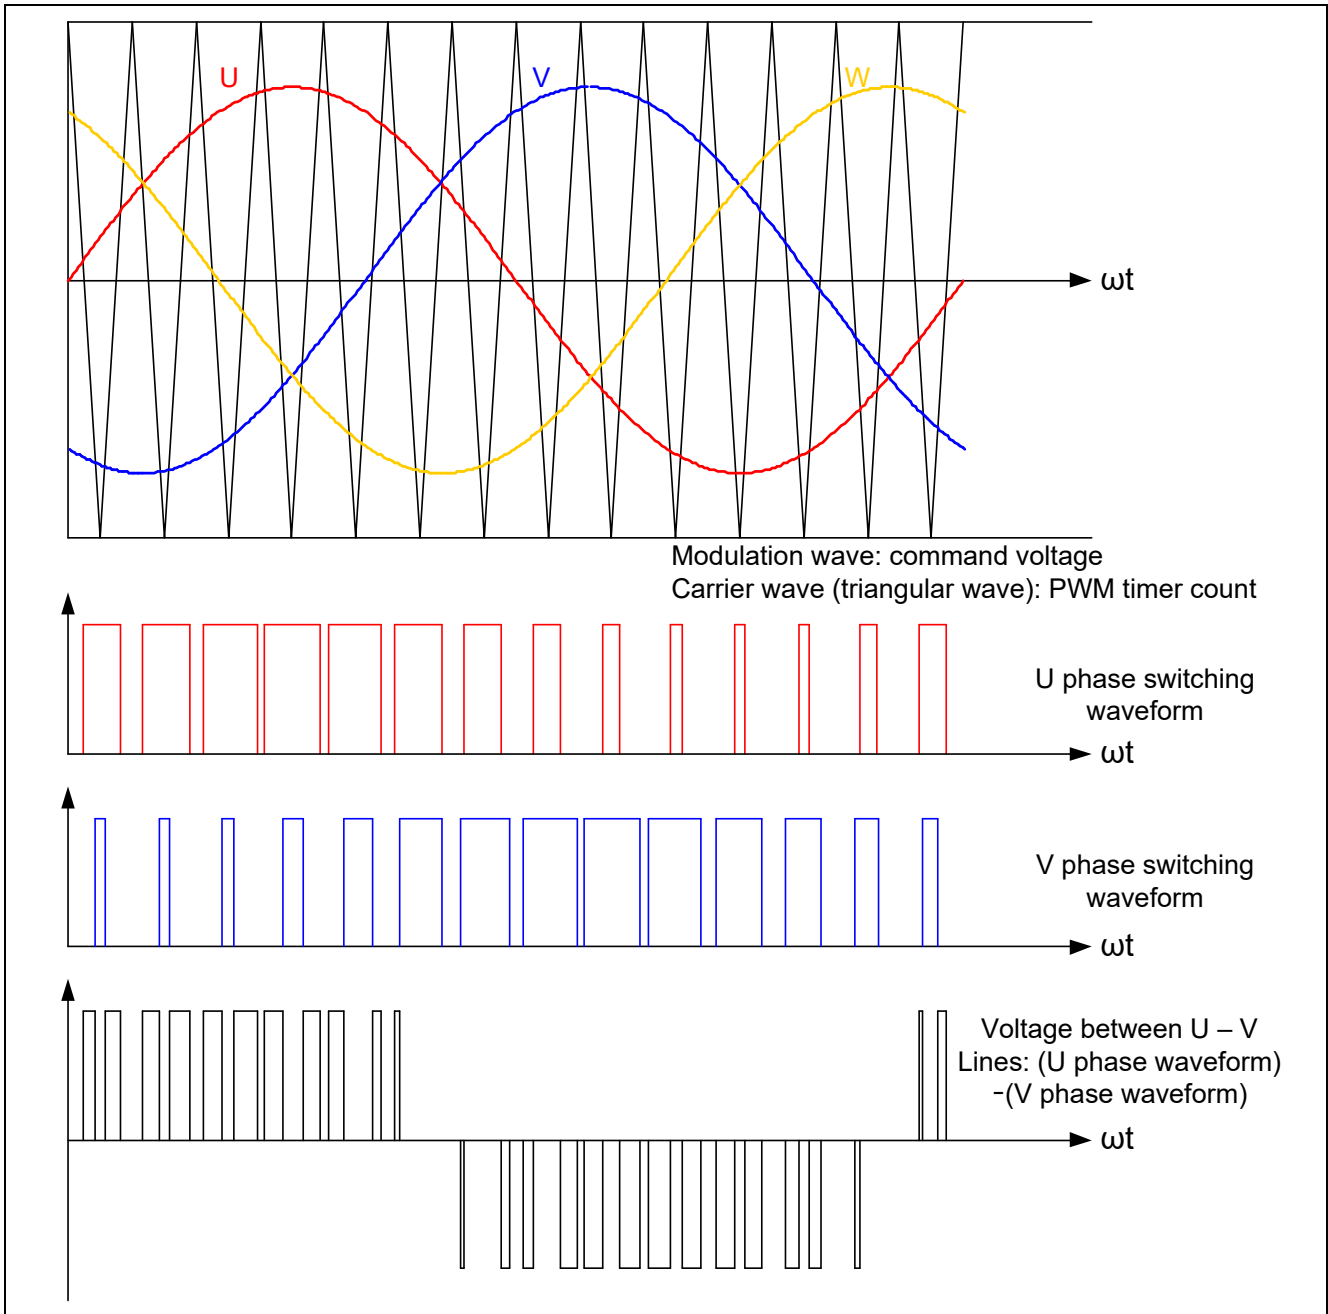 U
V
W
ωt
Modulation wave: command voltage
Carrier wave (triangular wave): PWM timer count
U phase switching
waveform
ωt
V phase switching
waveform
ωt
Voltage between U – V
Lines: (U phase waveform)
-(V phase waveform)
ωt